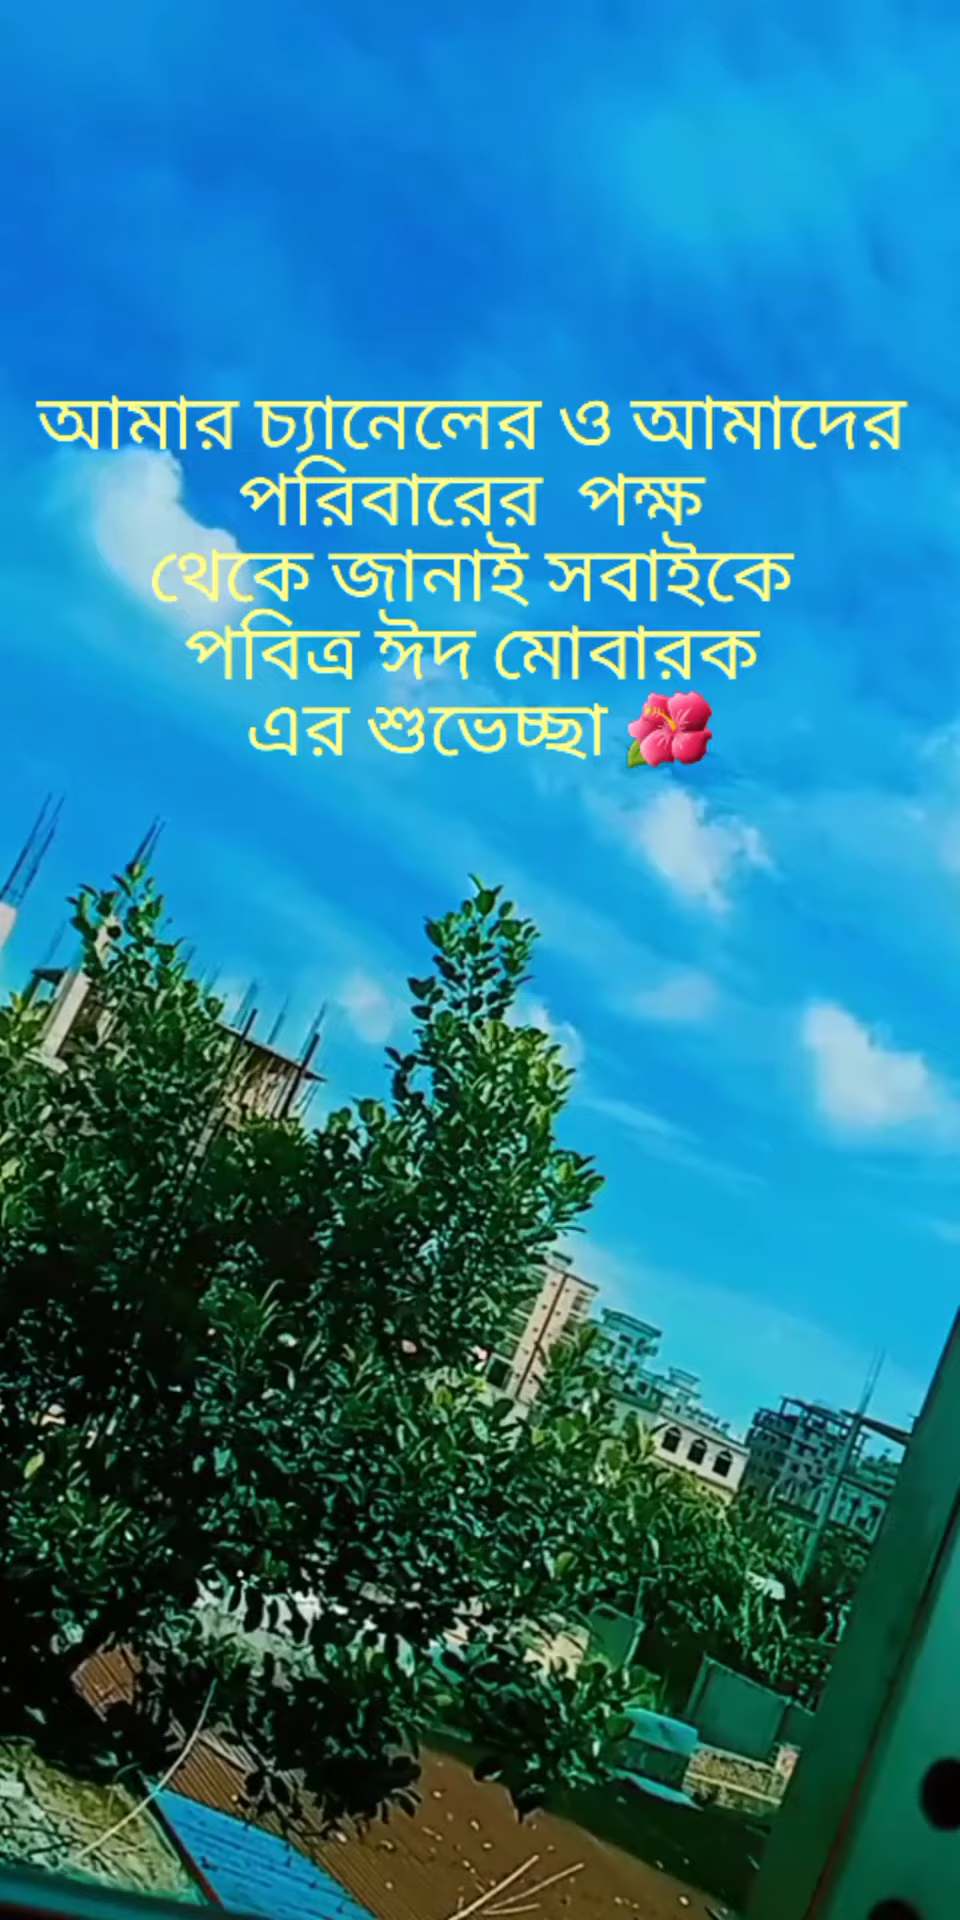 আমার চ্যানেলের ও আমাদের
পরিবারের পক্ষ
থেকে জানাই সবাইকে
পবিত্র ঈদ মোবারক
এর শুভেচ্ছা 🌺